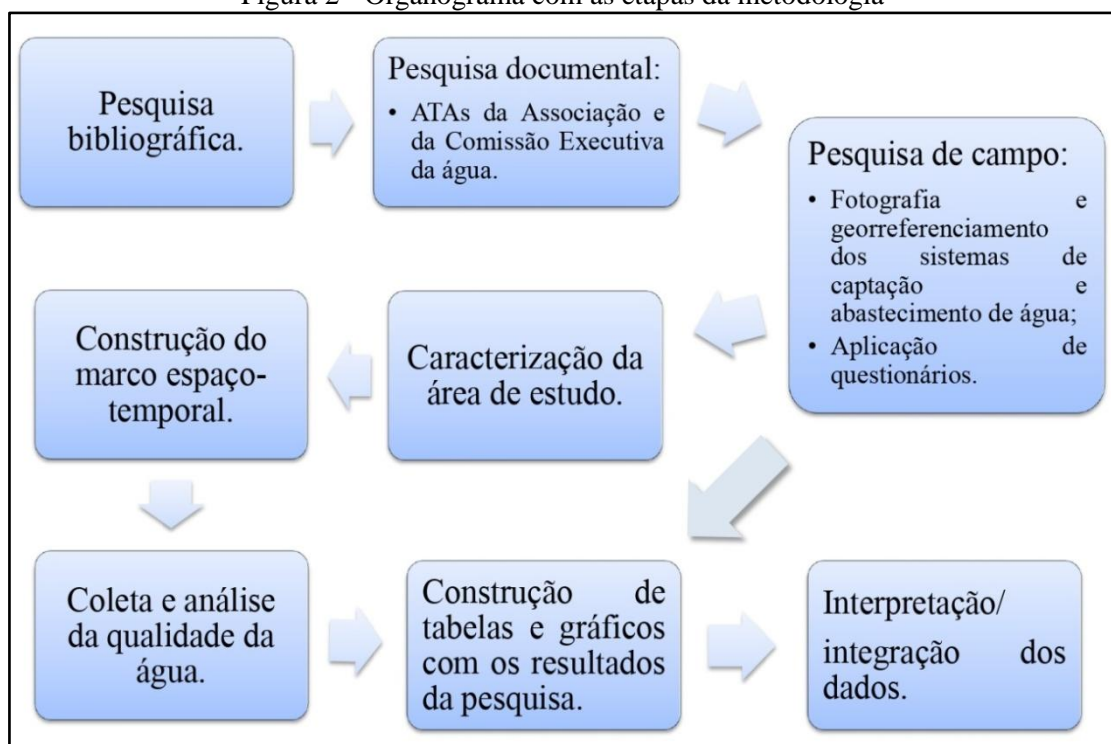 Figura 2 - Organograma com as etapas da metodologia
Pesquisa
bibliográfica.
Pesquisa documental:
• ATAs da Associação e
da Comissão Executiva
da água.
Pesquisa de campo:
• Fotografia e
georreferenciamento
dos sistemas de
captação e
abastecimento de água;
• Aplicação de
questionários.
Caracterização da
área de estudo.
Construção do
marco espaço-
temporal.
Coleta e análise
da qualidade da
água.
Construção de
tabelas e gráficos
com os resultados
da pesquisa.
Interpretação/
integração dos
dados.